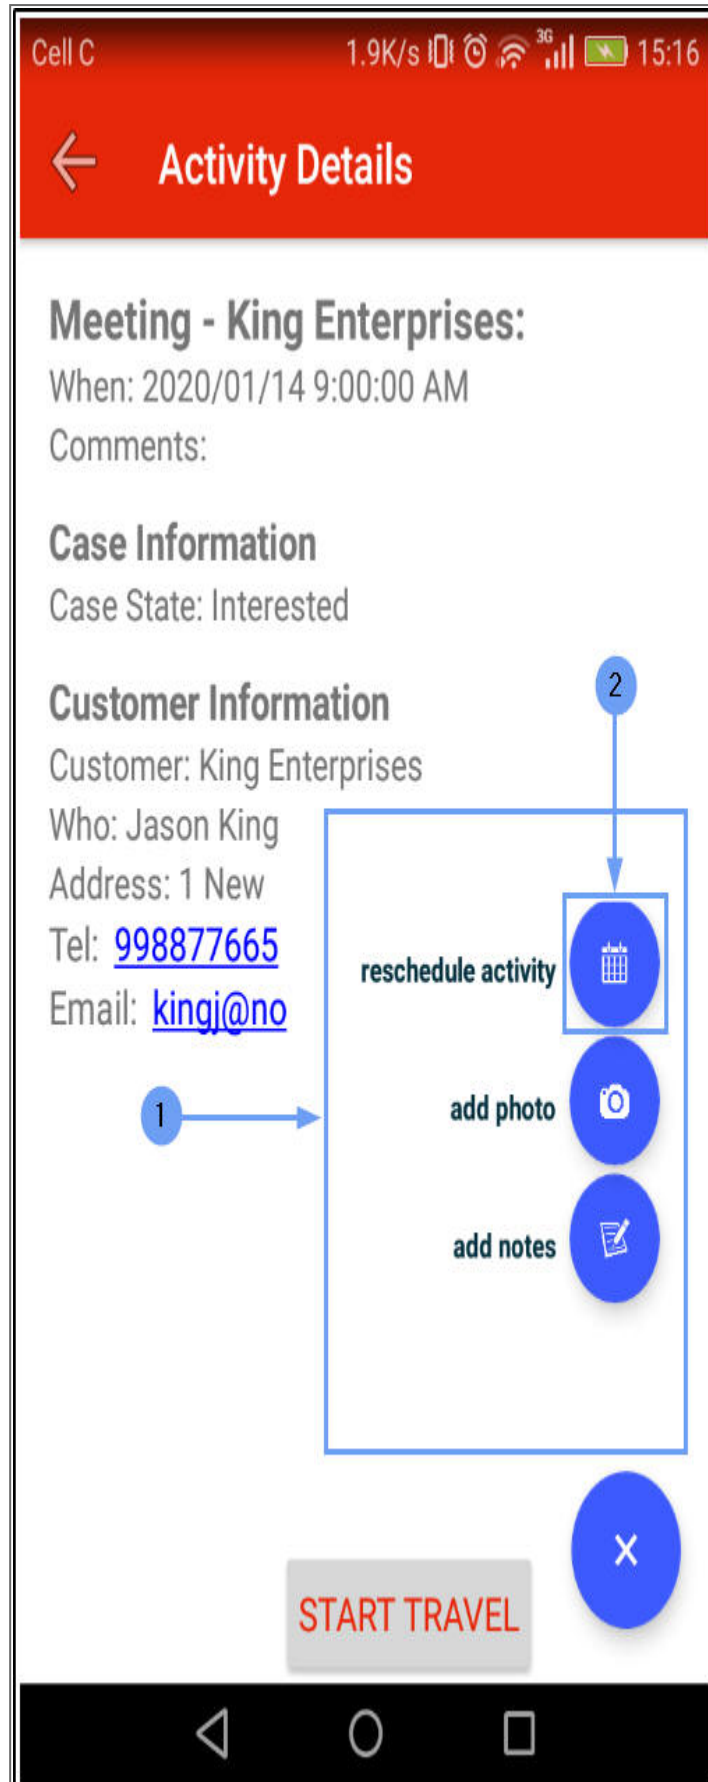 Cell C 1.9K/s 3G 15:16
Activity Details
Meeting - King Enterprises:
When: 2020/01/14 9:00:00 AM
Comments:
Case Information
Case State: Interested
Customer Information
2
Customer: King Enterprises
Who: Jason King
Address: 1 New
Tel: 998877665
reschedule activity
Email: kingj@no
1
add photo
add notes
START TRAVEL